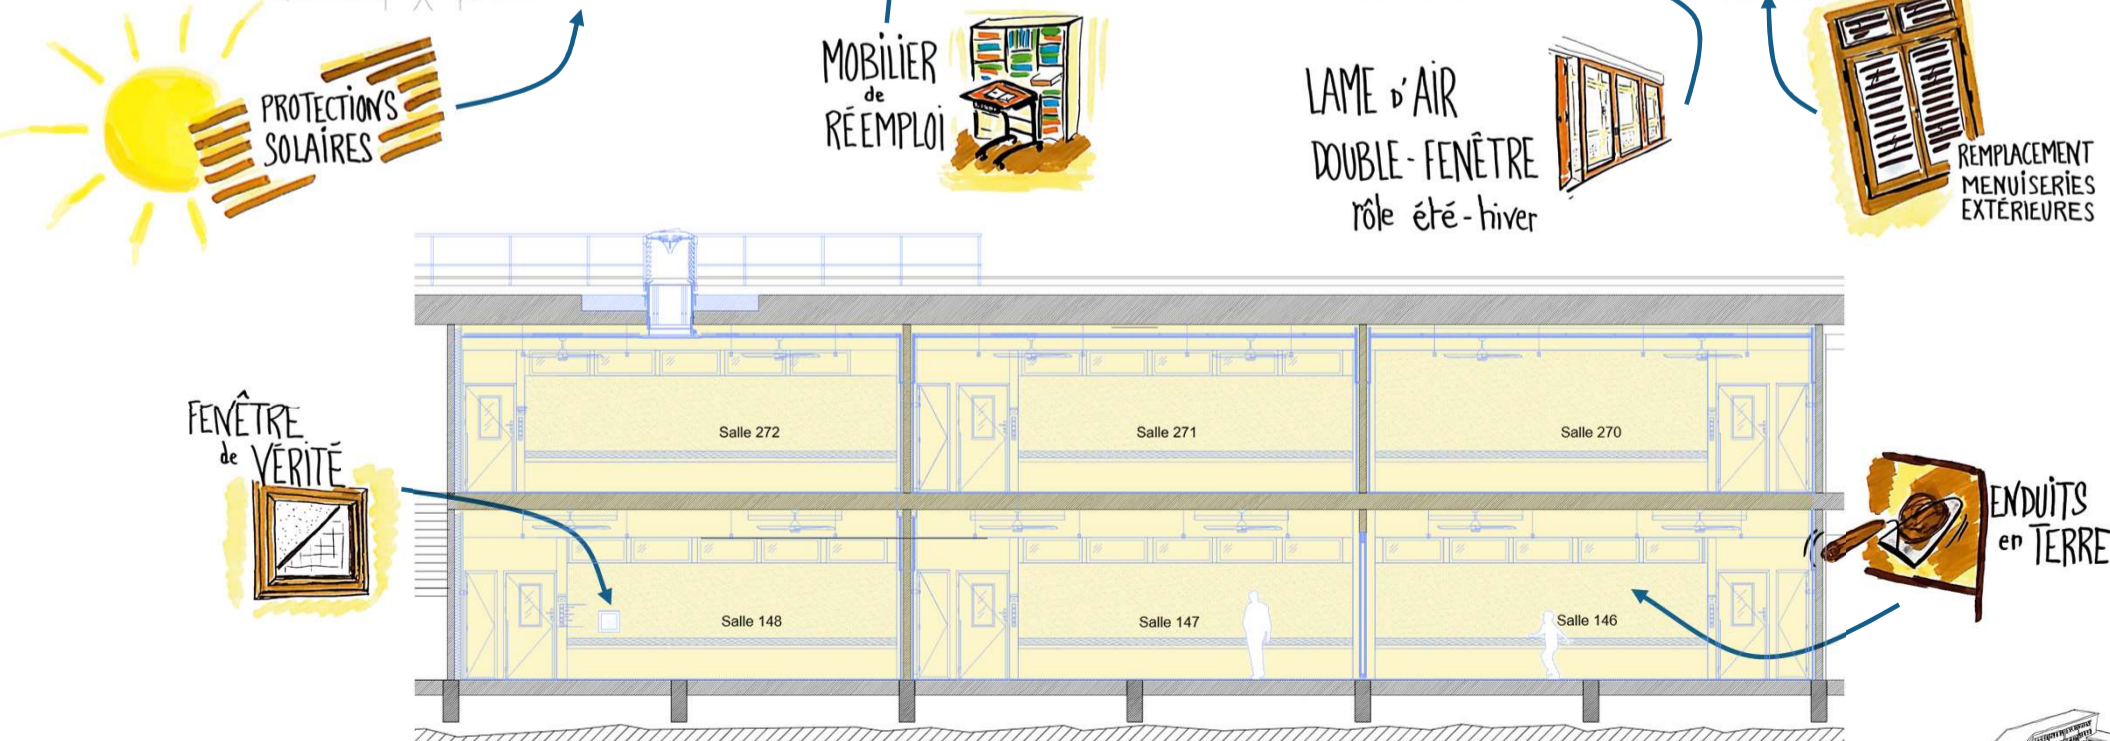 PROTECTIONS
SOLAIRES
MOBILIER
de
RÉEMPLOI
LAME D'AIR
DOUBLE-FENÊTRE
rôle été-hiver
REMPLACEMENT
MENUISERIES
EXTÉRIEURES
FENÊTRE
de VÉRITÉ
Salle 272
Salle 271
Salle 270
ENDUITS
en TERRE
Salle 148
Salle 147
Salle 146